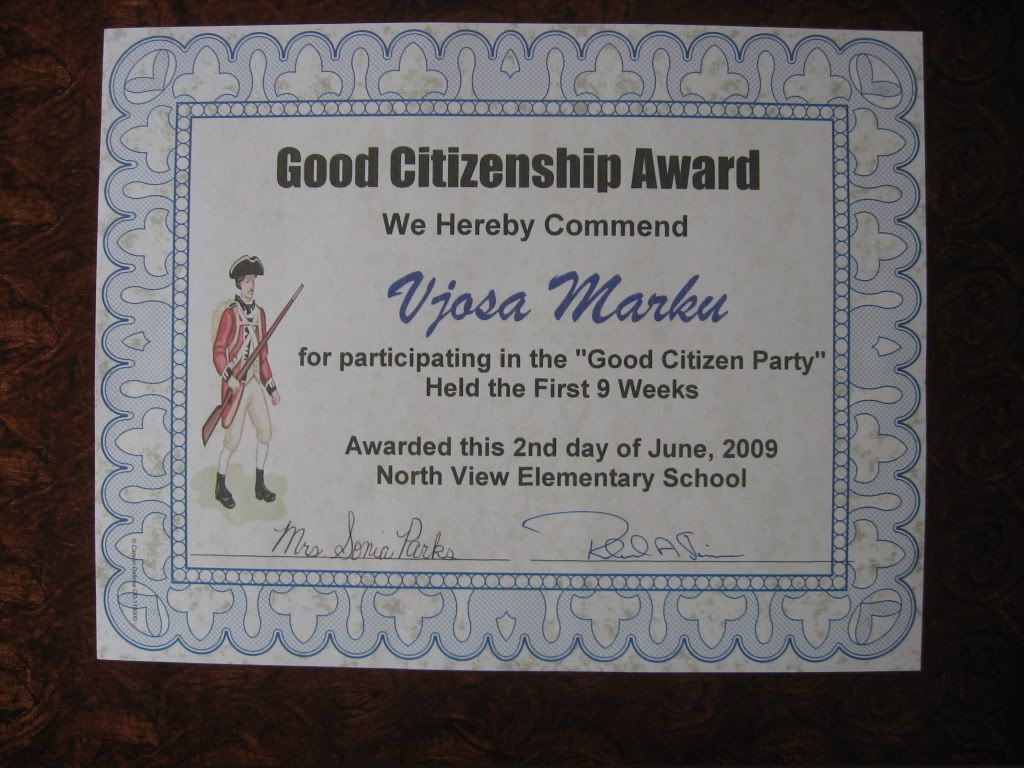 Good Citizenship Award
We Hereby Commend
Vjosa Marku
for participating in the "Good Citizen Party"
Held the First 9 Weeks
Awarded this 2nd day of June, 2009
North View Elementary School
Mrs Sonia Parks